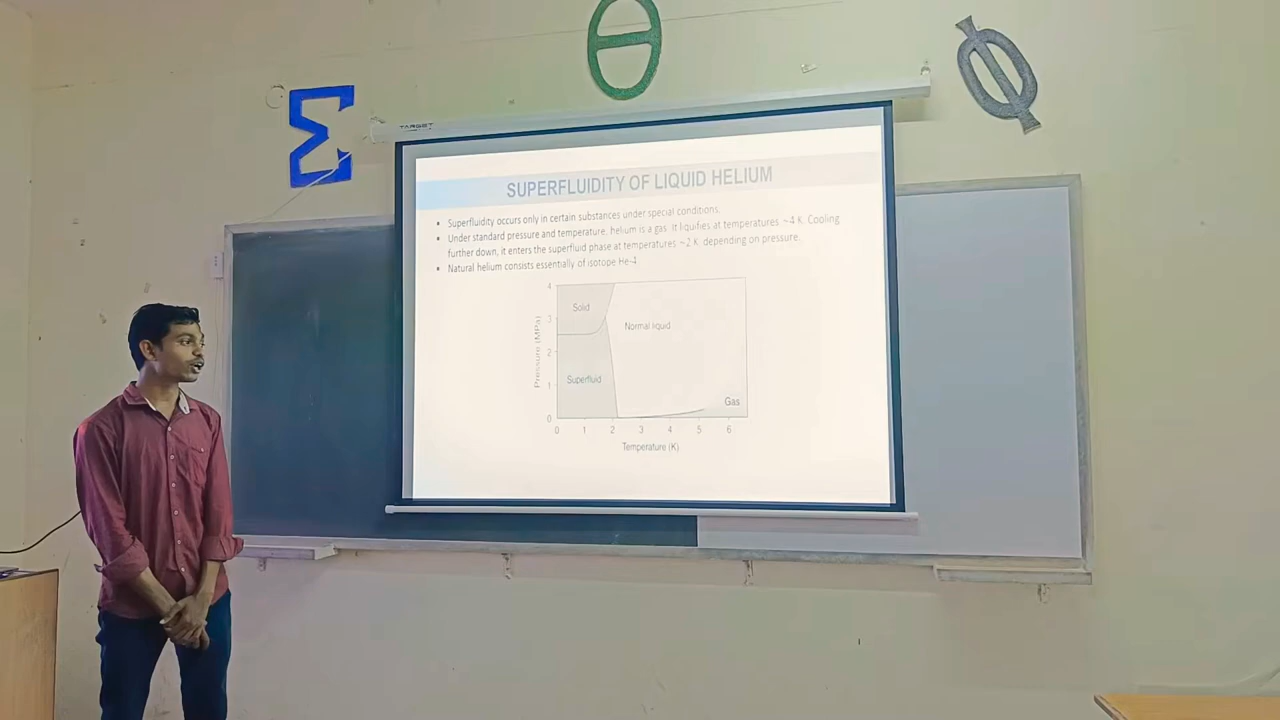 Σ
θ
Φ
TARGET
SUPERFLUIDITY OF LIQUID HELIUM
• Superfluidity occurs only in certain substances under special conditions.
• Under standard pressure and temperature, helium is a gas. It liquifies at temperatures ~4 K. Cooling
further down, it enters the superfluid phase at temperatures ~2 K depending on pressure.
• Natural helium consists essentially of isotope He-4.
4
3
2
1
0
Pressure (MPa)
Solid
Normal liquid
Superfluid
Gas
0 1 2 3 4 5 6
Temperature (K)